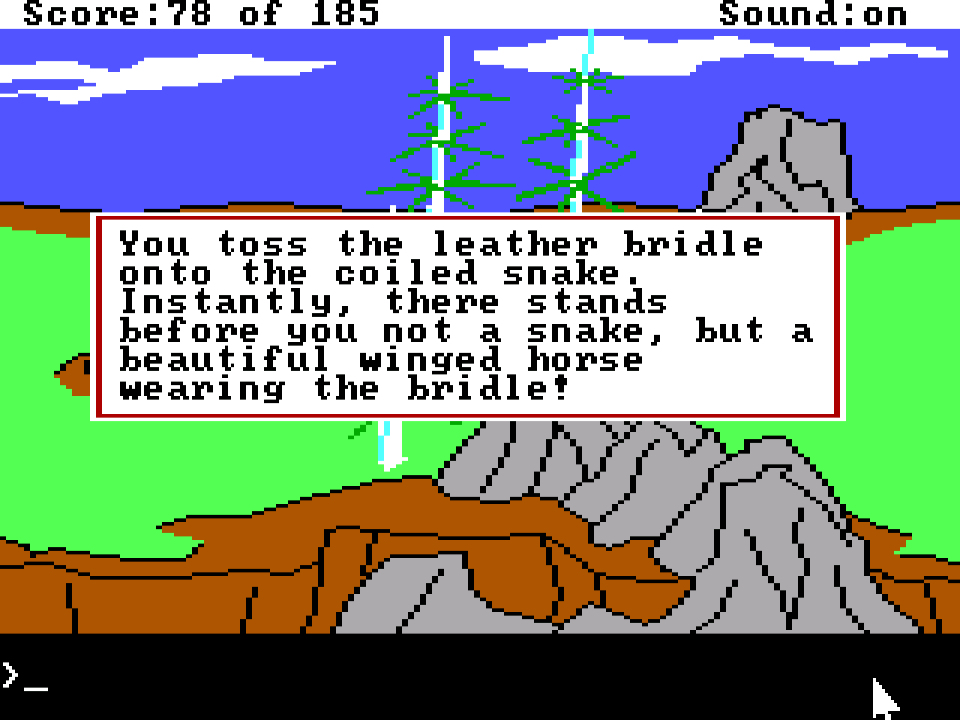 Score:78 of 185 Sound:on
You toss the leather bridle
onto the coiled snake.
Instantly, there stands
before you not a snake, but a
beautiful winged horse
wearing the bridle!
>_